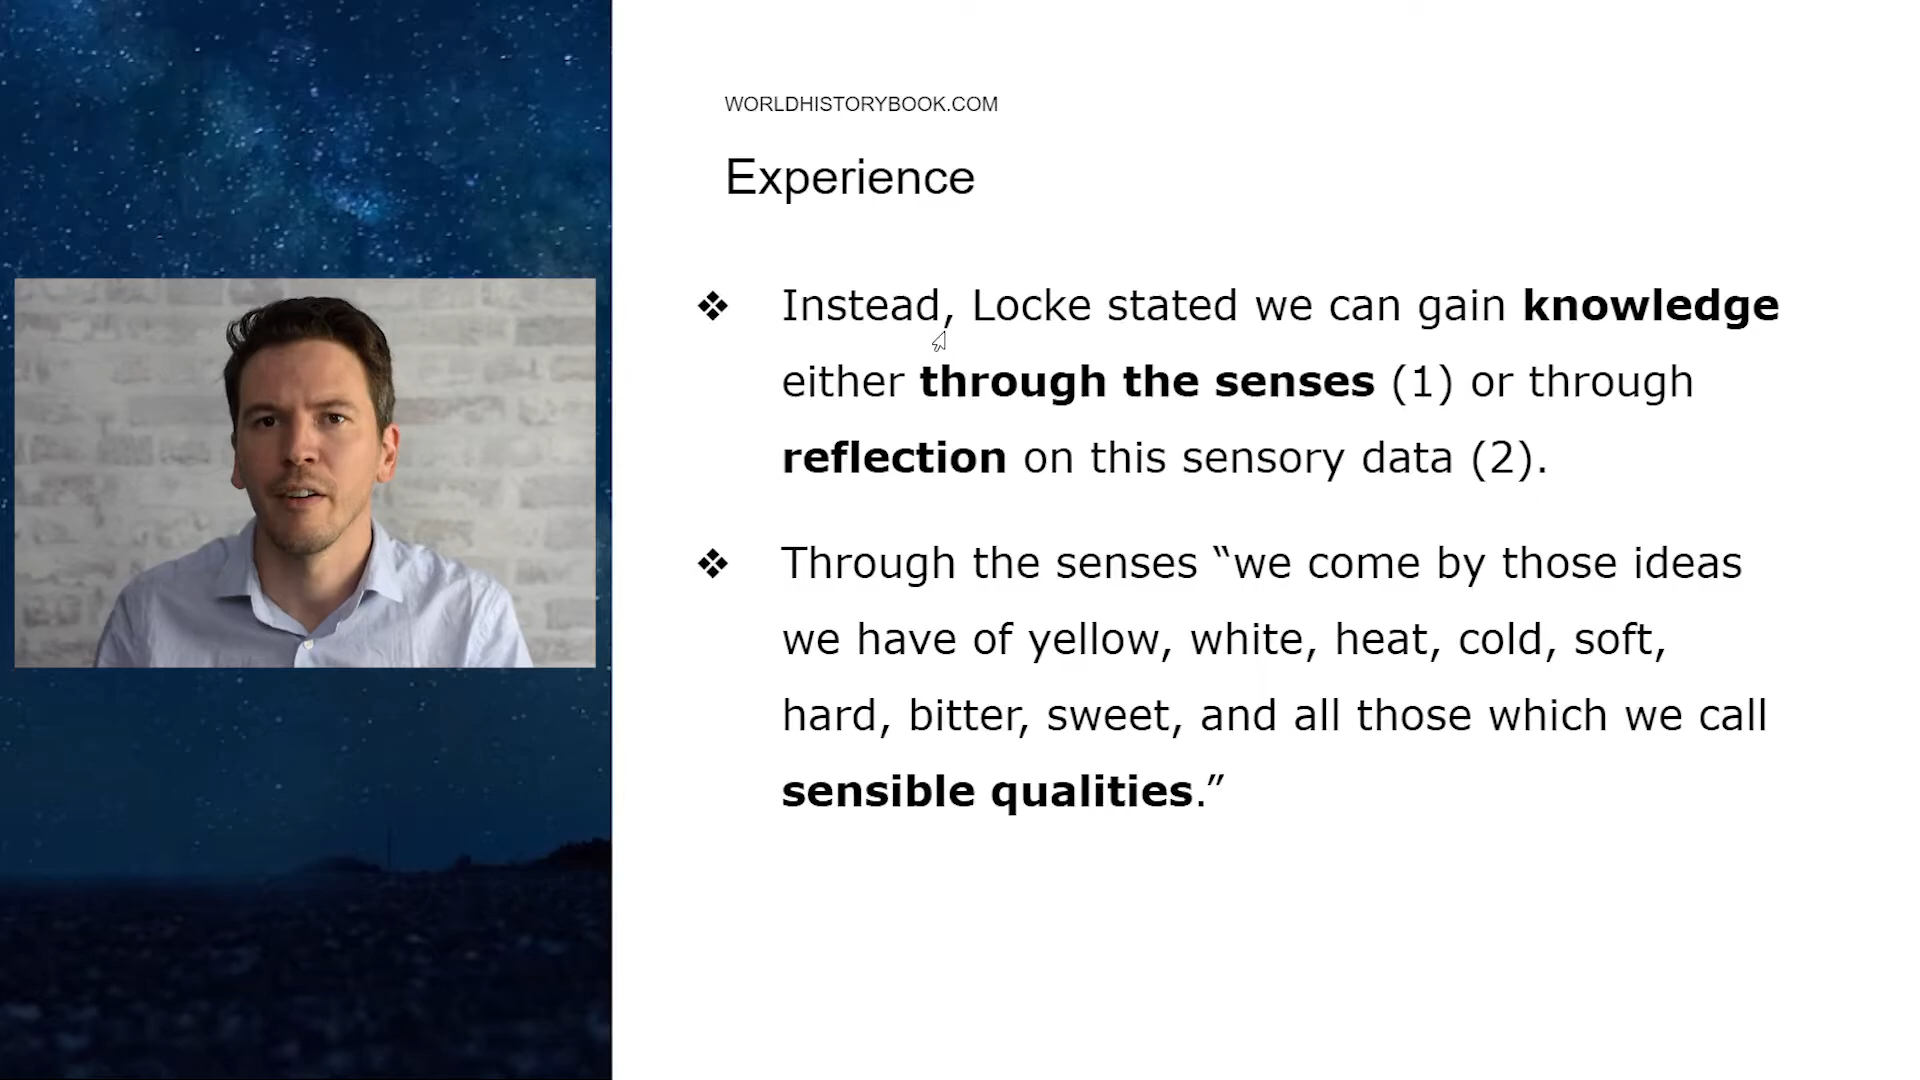 WORLDHISTORYBOOK.COM
Experience
❖ Instead, Locke stated we can gain knowledge
either through the senses (1) or through
reflection on this sensory data (2).
❖ Through the senses “we come by those ideas
we have of yellow, white, heat, cold, soft,
hard, bitter, sweet, and all those which we call
sensible qualities.”